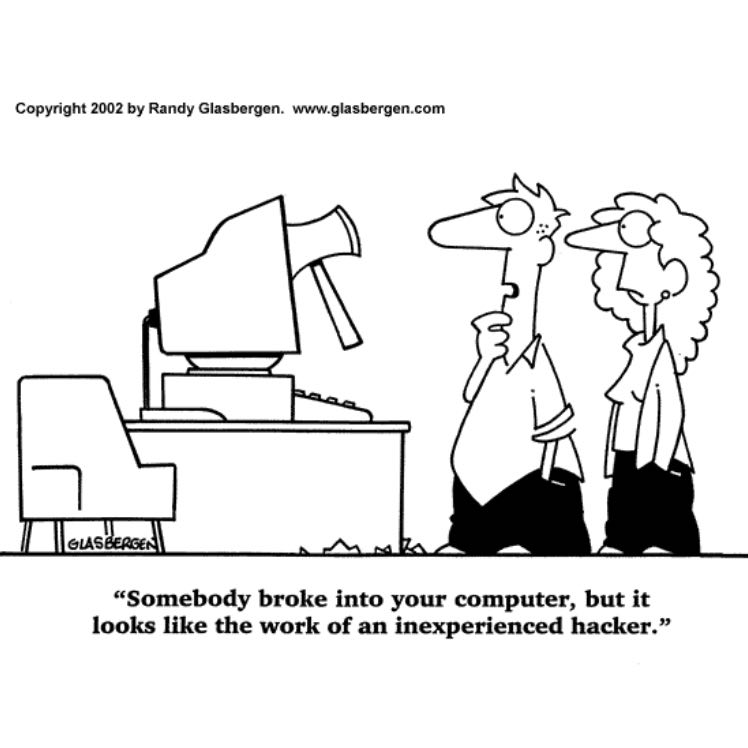 Copyright 2002 by Randy Glasbergen. www.glasbergen.com
GLASBERGEN
“Somebody broke into your computer, but it
looks like the work of an inexperienced hacker.”